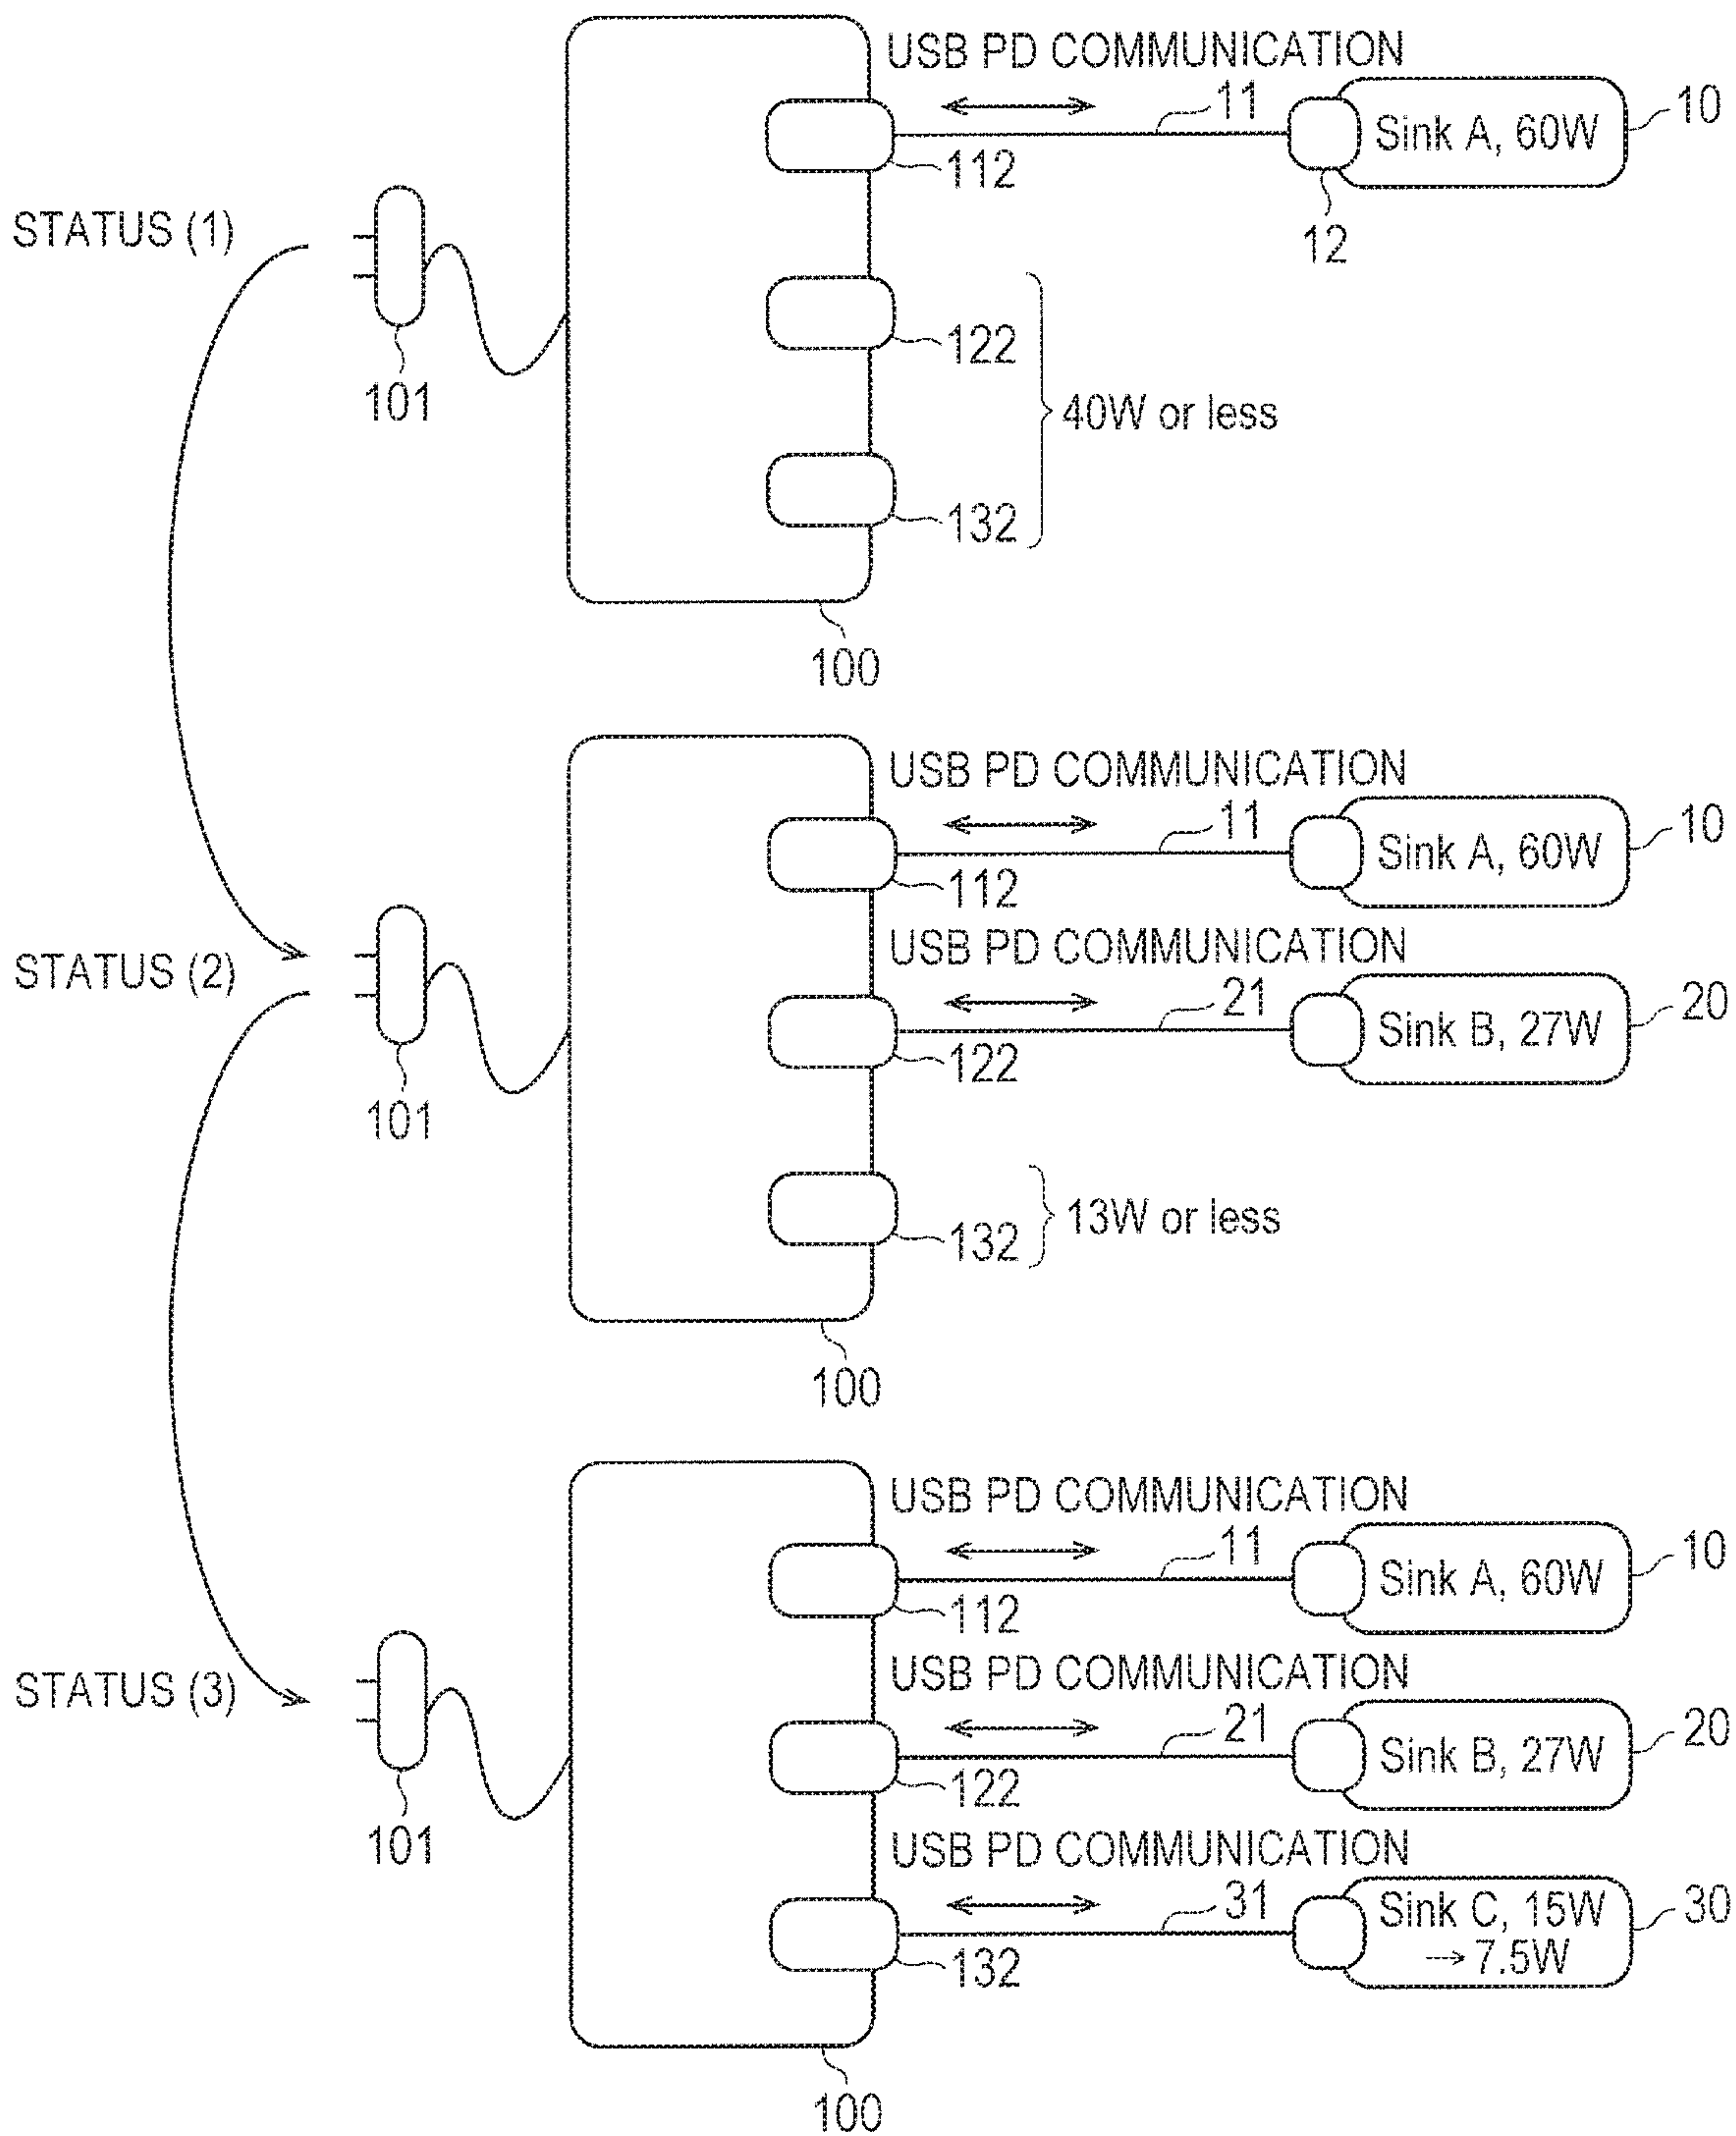 USB PD COMMUNICATION
11
Sink A, 60W
10
112
12
STATUS (1)
101
122
40W or less
132
100
USB PD COMMUNICATION
11
Sink A, 60W
10
112
USB PD COMMUNICATION
STATUS (2)
21
Sink B, 27W
20
122
101
132
13W or less
100
USB PD COMMUNICATION
11
Sink A, 60W
10
112
USB PD COMMUNICATION
STATUS (3)
21
Sink B, 27W
20
122
101
USB PD COMMUNICATION
31
Sink C, 15W
→ 7.5W
30
132
100